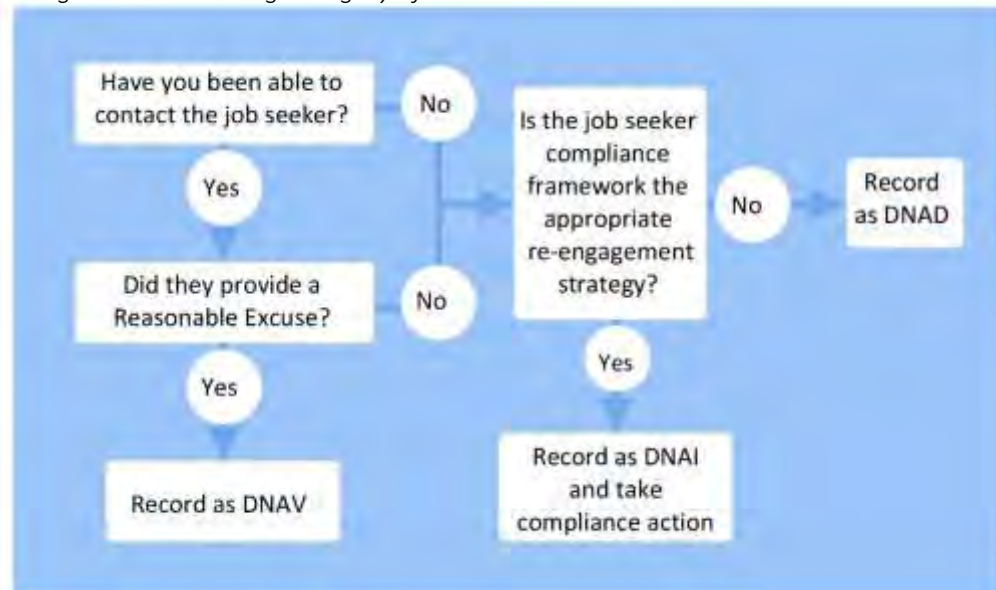 Have you been able to
contact the job seeker?
No
Yes
Did they provide a
Reasonable Excuse?
No
Yes
Record as DNAV
Is the job seeker
compliance
framework the
appropriate
re-engagement
strategy?
No
Record
as DNAD
Yes
Record as DNAI
and take
compliance action